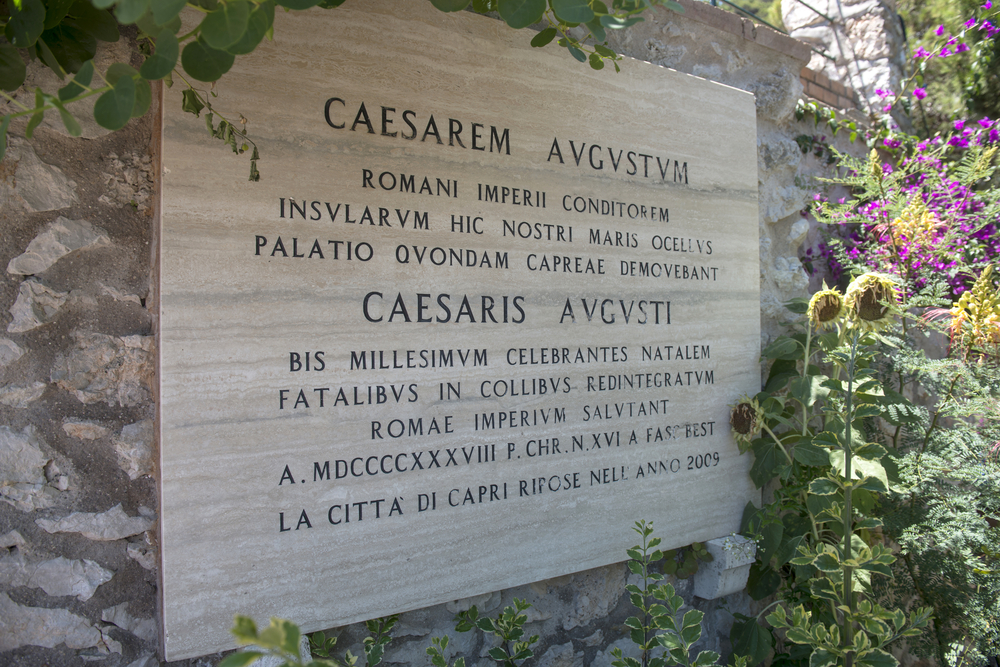 CAESAREM AVGVSTVM
ROMANI IMPERII CONDITOREM
INSVLARVM HIC NOSTRI MARIS OCELLVS
PALATIO QVONDAM CAPREAE DEMOVEBANT
CAESARIS AVGVSTI
BIS MILLESIMVM CELEBRANTES NATALEM
FATALIBVS IN COLLIBVS REDINTEGRATVM
ROMAE IMPERIVM SALVTANT
A. MDCCCCXXXVIII P. CHR. N. XVI A FASC BEST
LA CITTÀ DI CAPRI RIPOSE NELL' ANNO 2009